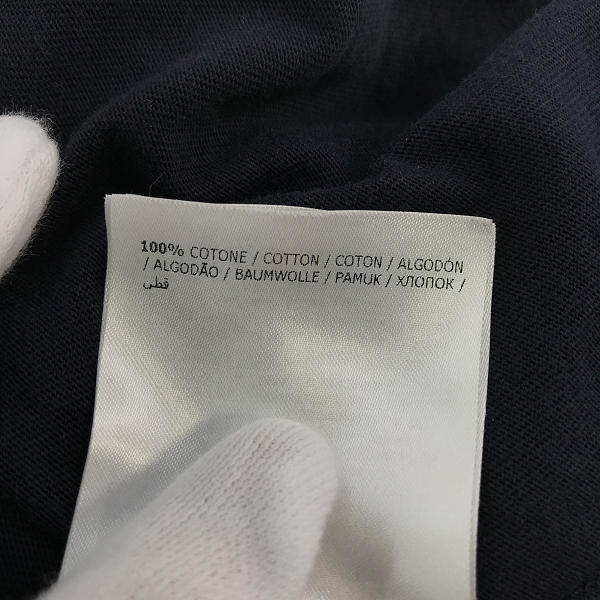 100% COTONE / COTTON / COTON / ALGODÓN
/ ALGODÃO / BAUMWOLLE / PAMUK / ХЛОПОК /
قطن